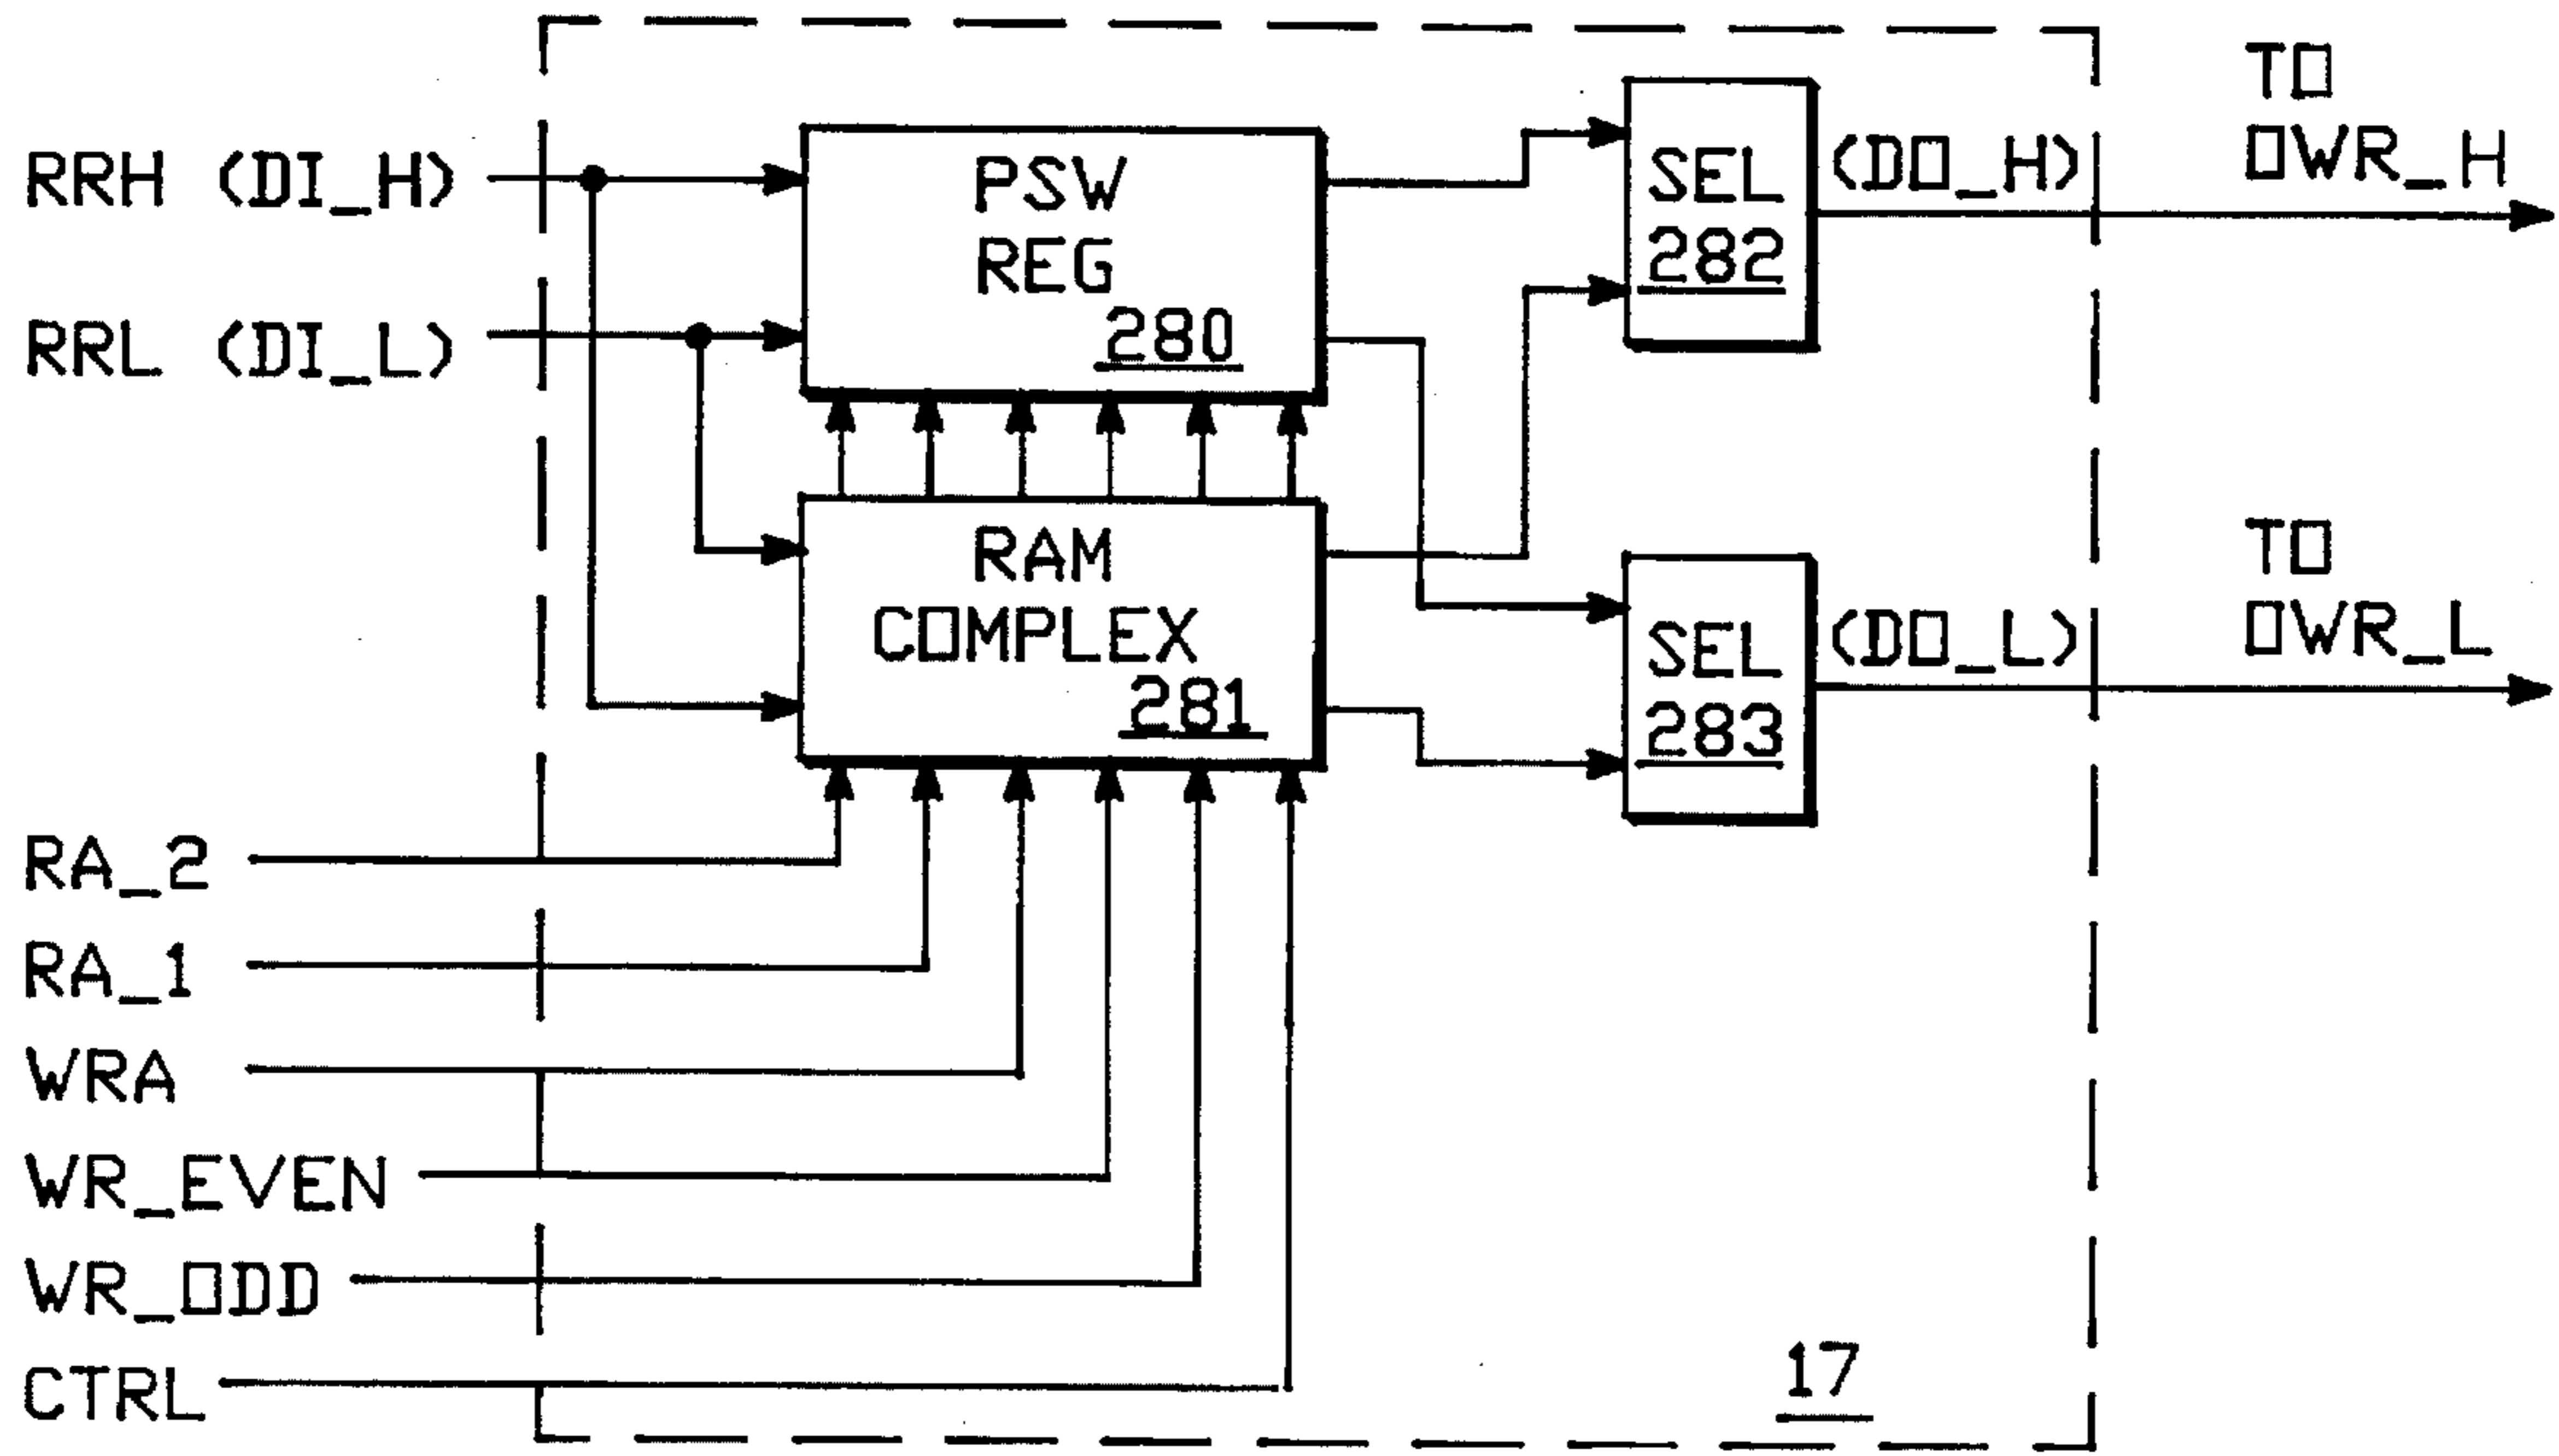 RRH (DI_H)
RRL (DI_L)
PSW
REG
280
RAM
COMPLEX
281
SEL
282
(DO_H)
TO
OWR_H
SEL
283
(DO_L)
TO
OWR_L
RA_2
RA_1
WRA
WR_EVEN
WR_ODD
CTRL
17